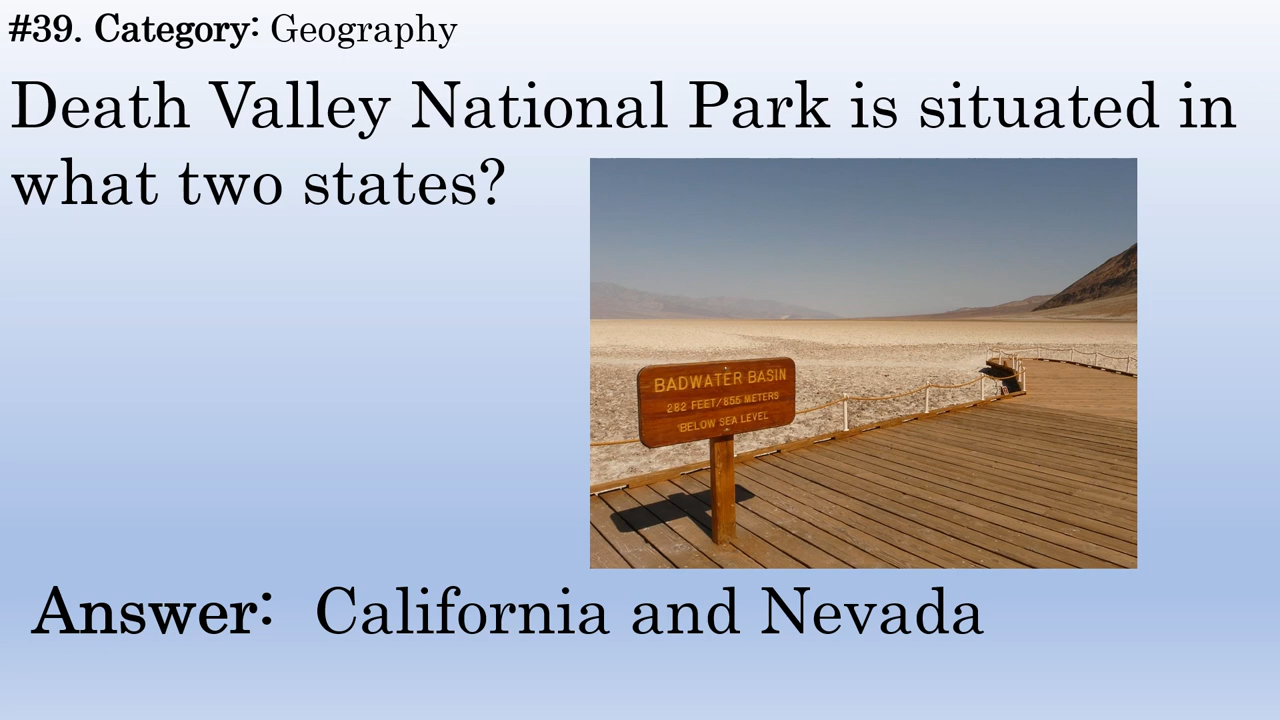 #39. Category: Geography
Death Valley National Park is situated in
what two states?
BADWATER BASIN
282 FEET/855 METERS
BELOW SEA LEVEL
Answer: California and Nevada